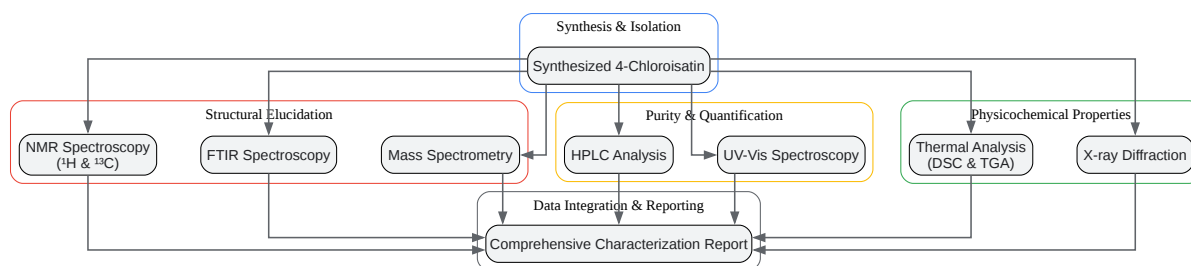 Synthesis & Isolation
Synthesized 4-Chloroisatin
Structural Elucidation
Purity & Quantification
Physicochemical Properties
NMR Spectroscopy
(¹H & ¹³C)
FTIR Spectroscopy
Mass Spectrometry
HPLC Analysis
UV-Vis Spectroscopy
Thermal Analysis
(DSC & TGA)
X-ray Diffraction
Data Integration & Reporting
Comprehensive Characterization Report